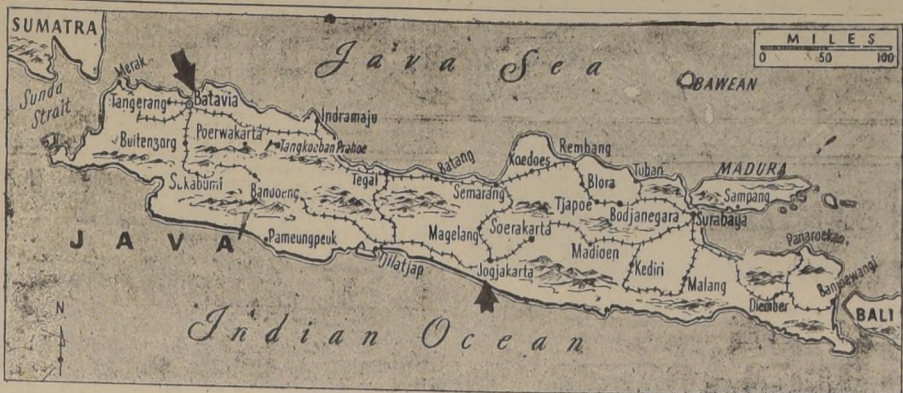 SUMATRA
Java Sea
MILES
0 50 100
Sunda
Strait
Merak
Tangerang
Batavia
BAWEAN
Buitenzorg
Poerwakarta
Indramaju
Tangkoeban Prahoe
Sukabumi
Bandoeng
Tegal
Batang
Semarang
Koedoes
Rembang
Blora
Tjapoe
Tuban
MADURA
Sampang
Bodjanegara
Surabaya
JAVA
Pameungpeuk
Tjilatjap
Magelang
Soerakarta
Jogjakarta
Madioen
Kediri
Malang
Panaroekan
Djember
Banjoewangi
BALI
N
Indian Ocean